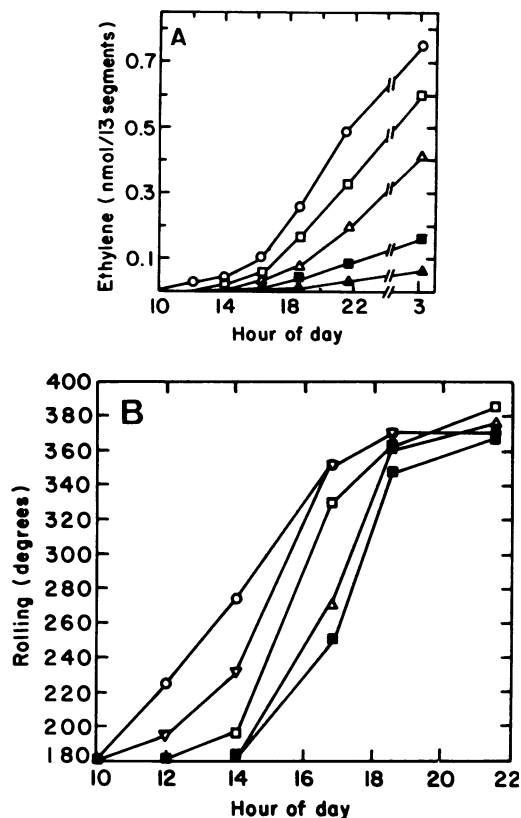 A
Ethylene (nmol/13 segments)
0.7
0.5
0.3
0.1
10 14 18 22 3
Hour of day
B
Rolling (degrees)
400
380
360
340
320
300
280
260
240
220
200
180
10 12 14 16 18 20 22
Hour of day